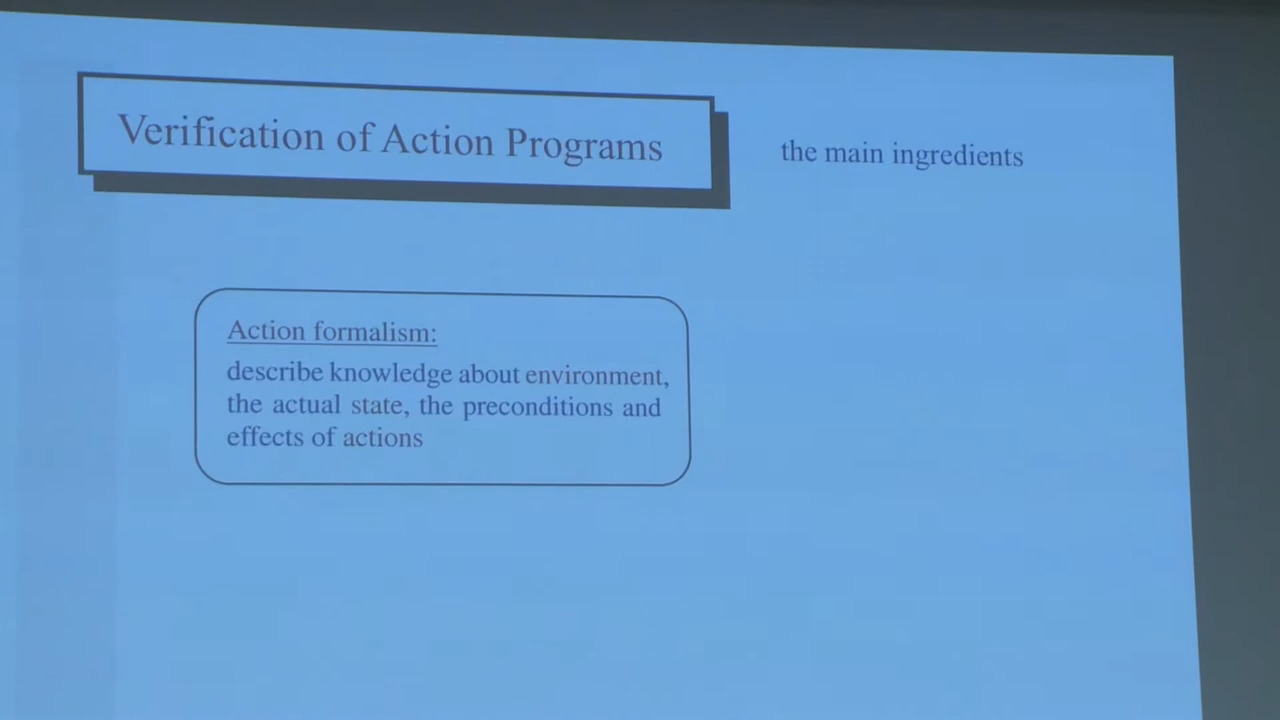 Verification of Action Programs
the main ingredients
Action formalism:
describe knowledge about environment,
the actual state, the preconditions and
effects of actions